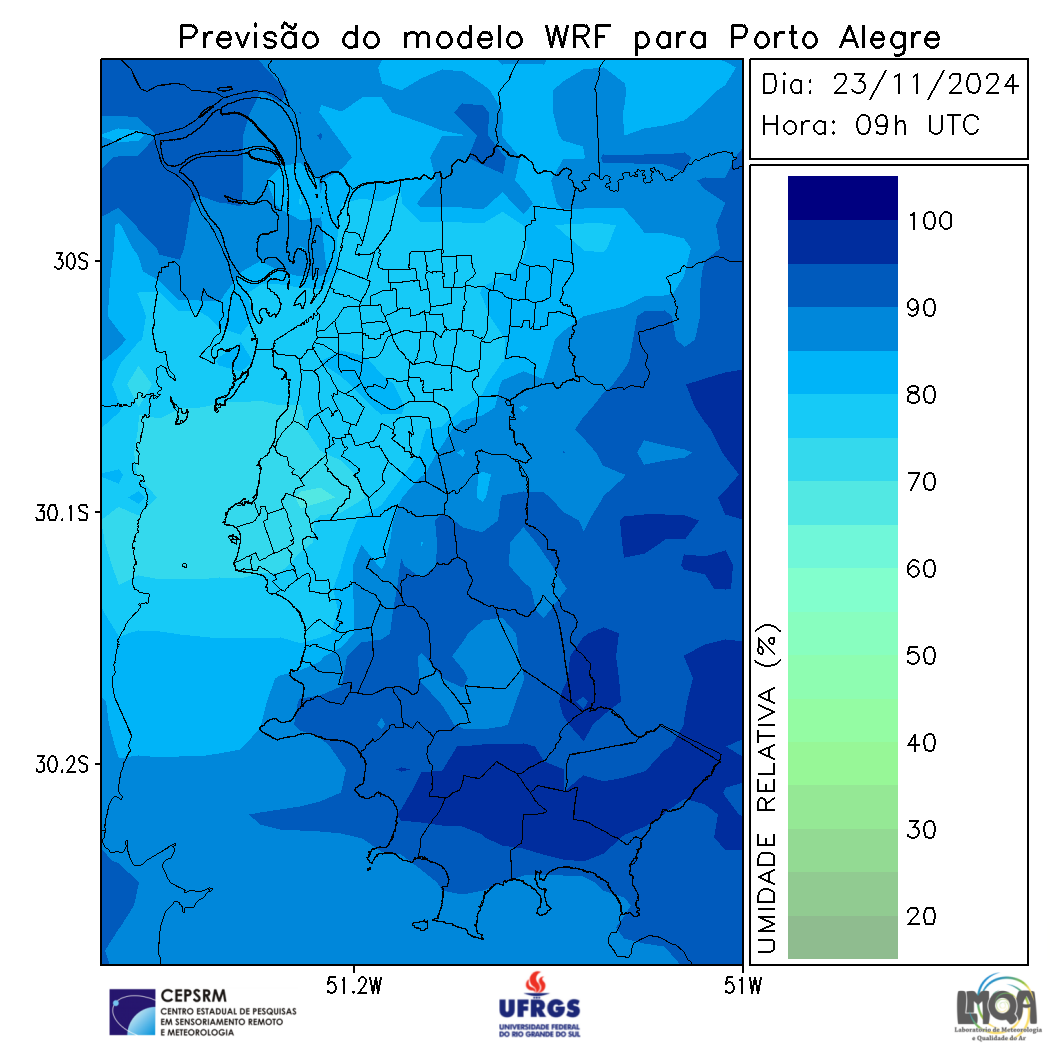 Previsão do modelo WRF para Porto Alegre
Dia: 23/11/2024
Hora: 09h UTC
30S
30.1S
30.2S
51.2W
51W
UMIDADE RELATIVA (%)
100
90
80
70
60
50
40
30
20
CEPSRM
CENTRO ESTADUAL DE PESQUISAS
EM SENSORIAMENTO REMOTO
E METEOROLOGIA
UFRGS
UNIVERSIDADE FEDERAL
DO RIO GRANDE DO SUL
LMQA
Laboratório de Meteorologia
e Qualidade do Ar